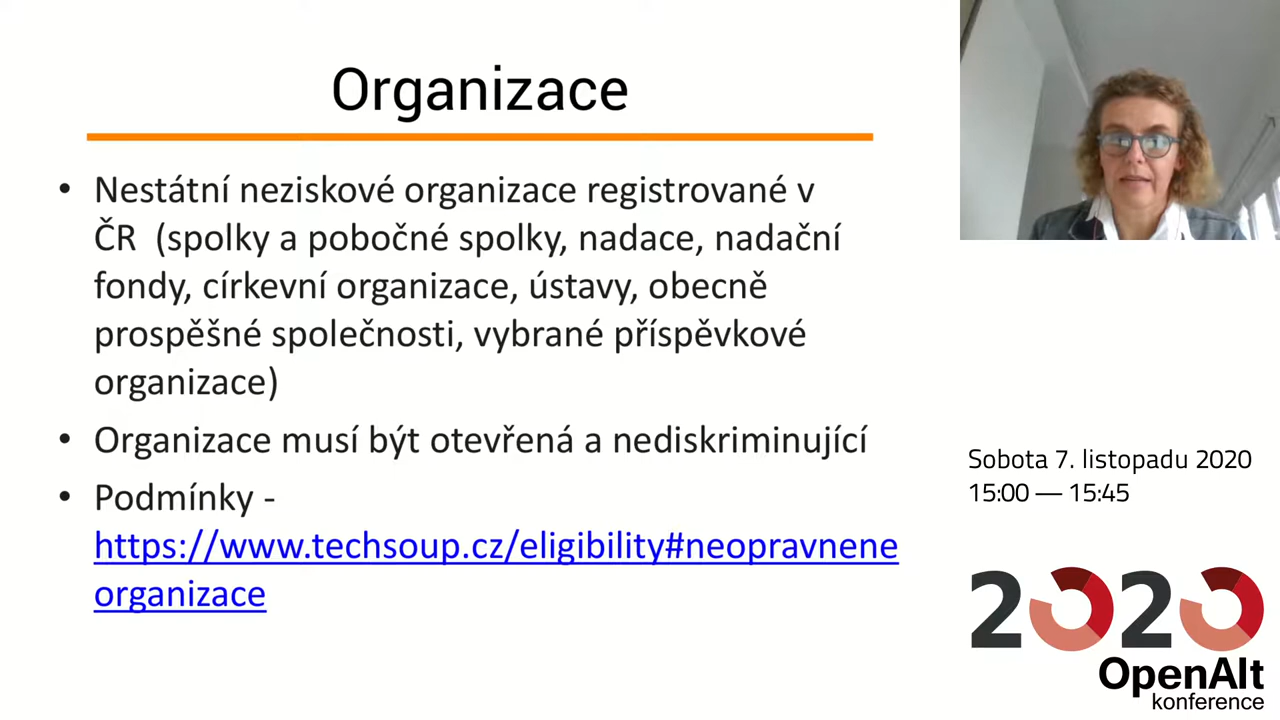 Organizace
• Nestátní neziskové organizace registrované v
ČR (spolky a pobočné spolky, nadace, nadační
fondy, církevní organizace, ústavy, obecně
prospěšné společnosti, vybrané příspěvkové
organizace)
• Organizace musí být otevřená a nediskriminující
• Podmínky -
https://www.techsoup.cz/eligibility#neopravnene
organizace
Sobota 7. listopadu 2020
15:00 — 15:45
2020
OpenAlt
konference